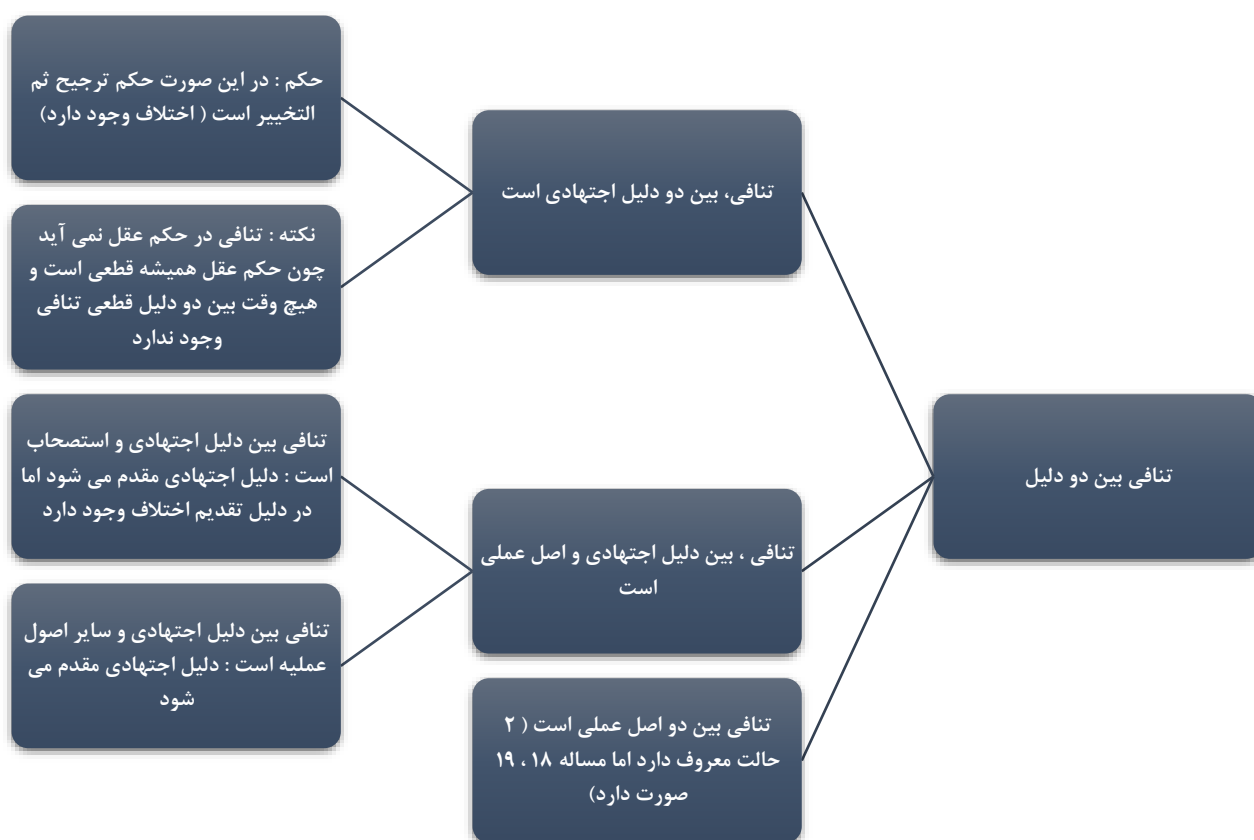 تنافی بین دو دلیل
تنافی، بین دو دلیل اجتهادی است
حکم : در این صورت حکم ترجیح ثم
التخییر است ( اختلاف وجود دارد)
نکته : تنافی در حکم عقل نمی آید
چون حکم عقل همیشه قطعی است و
هیچ وقت بین دو دلیل قطعی تنافی
وجود ندارد
تنافی ، بین دلیل اجتهادی و اصل عملی
است
تنافی بین دلیل اجتهادی و استصحاب
است : دلیل اجتهادی مقدم می شود اما
در دلیل تقدیم اختلاف وجود دارد
تنافی بین دلیل اجتهادی و سایر اصول
عملیه است : دلیل اجتهادی مقدم می
شود
تنافی بین دو اصل عملی است ( ۲
حالت معروف دارد اما مساله ۱۸ ، ۱۹
صورت دارد)